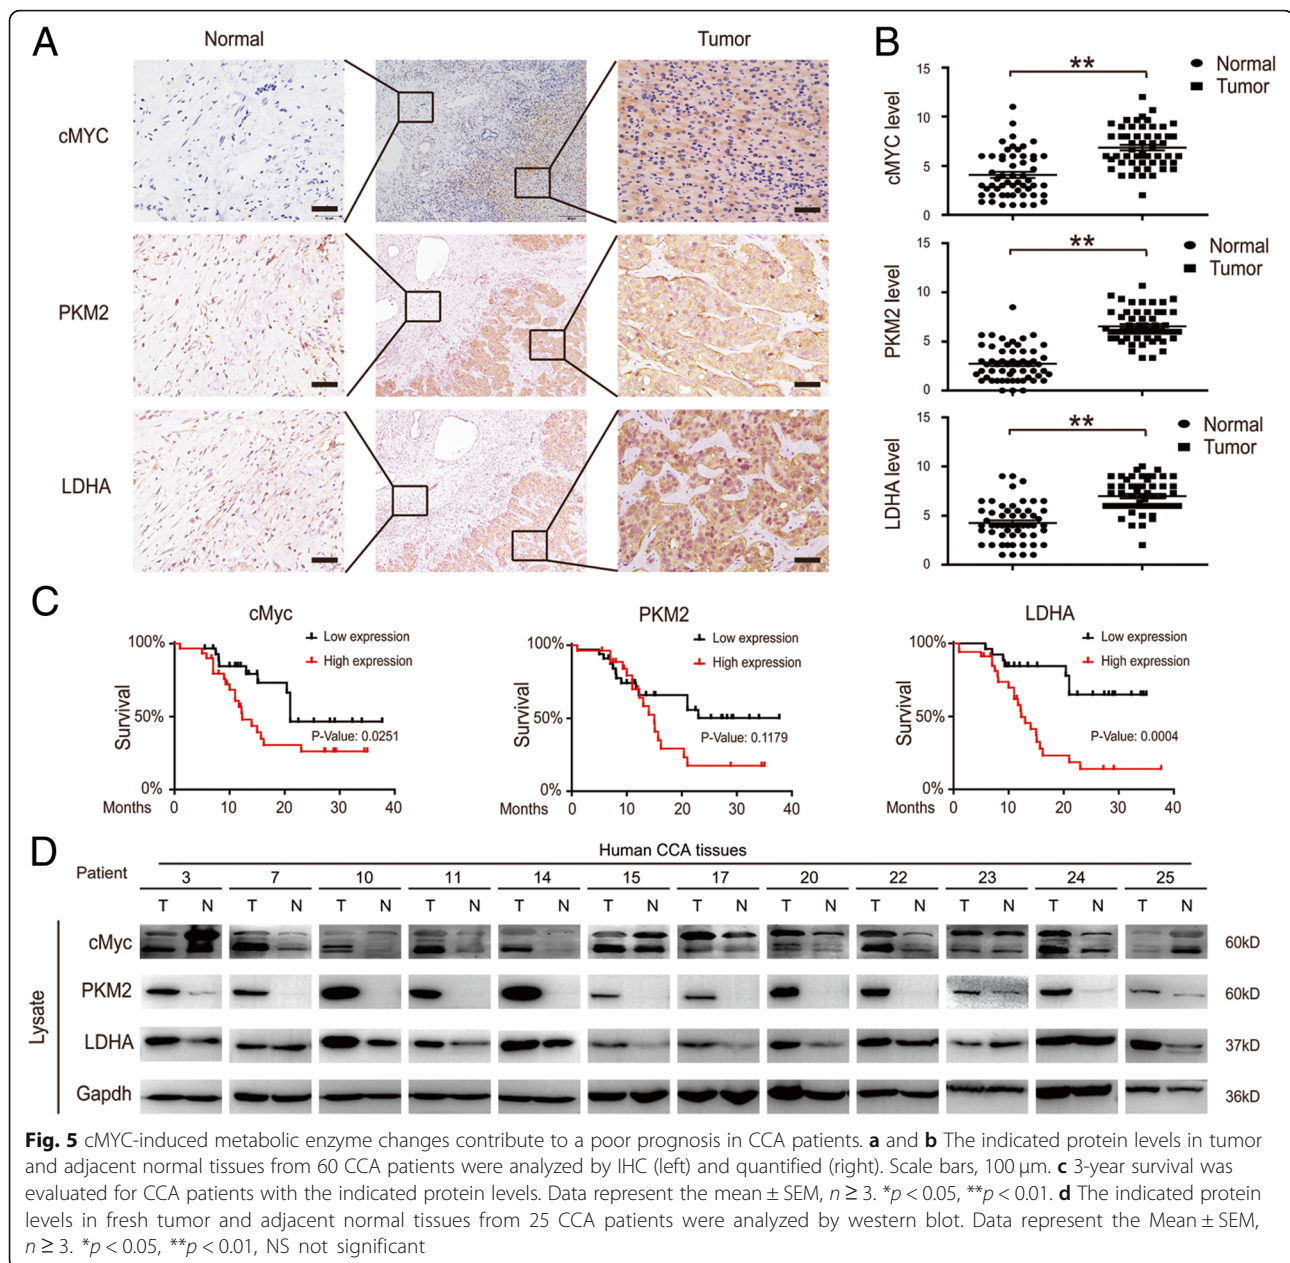 A
Normal
Tumor
cMYC
PKM2
LDHA
B
cMYC level
15
10
5
0
**
Normal
Tumor
PKM2 level
15
10
5
0
**
Normal
Tumor
LDHA level
15
10
5
0
**
Normal
Tumor
C
cMyc
Survival
100%
50%
0%
Low expression
High expression
P-Value: 0.0251
Months 0 10 20 30 40
PKM2
Survival
100%
50%
0%
Low expression
High expression
P-Value: 0.1179
Months 0 10 20 30 40
LDHA
Survival
100%
50%
0%
Low expression
High expression
P-Value: 0.0004
Months 0 10 20 30 40
D
Human CCA tissues
Patient 3 7 10 11 14 15 17 20 22 23 24 25
T N T N T N T N T N T N T N T N T N T N T N T N
Lysate
cMyc 60kD
PKM2 60kD
LDHA 37kD
Gapdh 36kD
Fig. 5 cMYC-induced metabolic enzyme changes contribute to a poor prognosis in CCA patients. a and b The indicated protein levels in tumor
and adjacent normal tissues from 60 CCA patients were analyzed by IHC (left) and quantified (right). Scale bars, 100 μm. c 3-year survival was
evaluated for CCA patients with the indicated protein levels. Data represent the mean ± SEM, n ≥ 3. *p < 0.05, **p < 0.01. d The indicated protein
levels in fresh tumor and adjacent normal tissues from 25 CCA patients were analyzed by western blot. Data represent the Mean ± SEM,
n ≥ 3. *p < 0.05, **p < 0.01, NS not significant